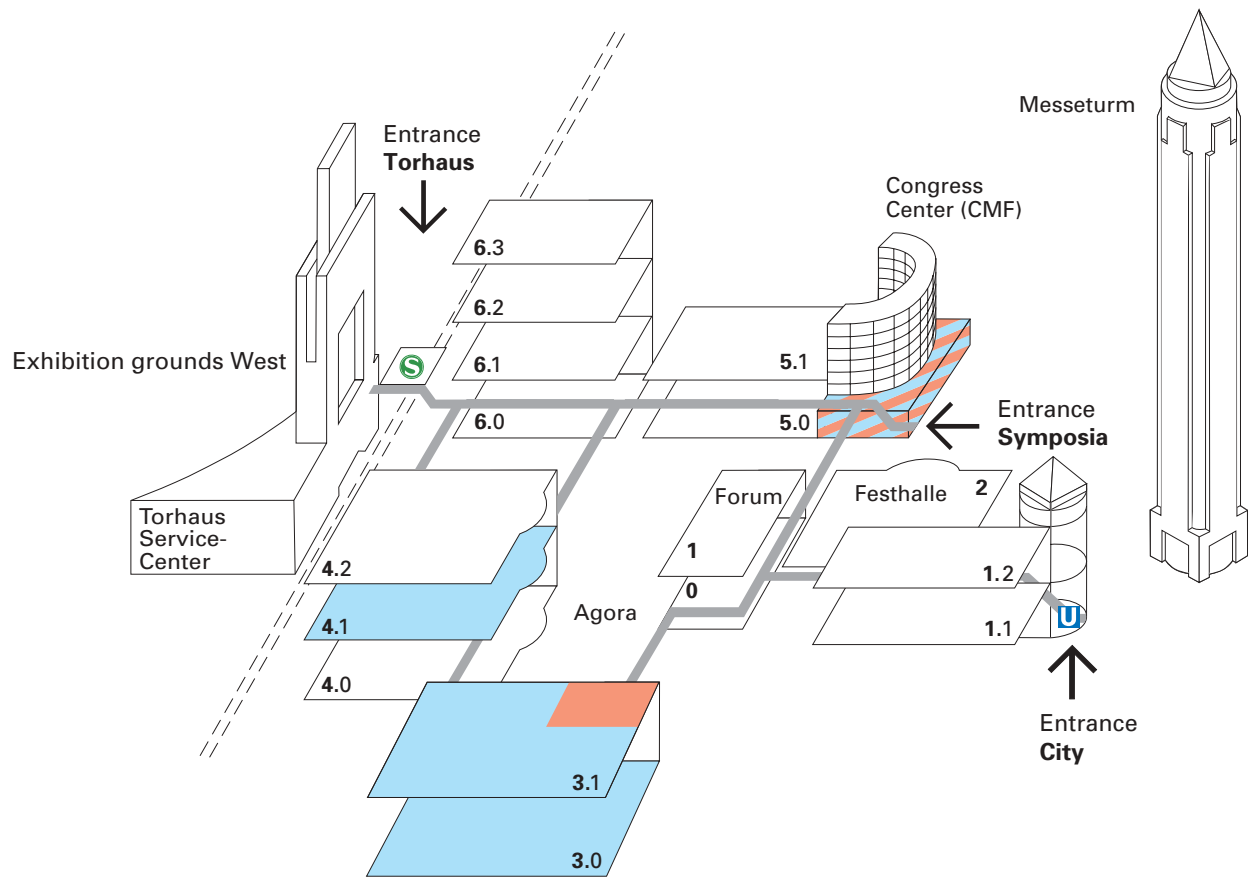 Messeturm
Entrance
Torhaus
Congress
Center (CMF)
6.3
6.2
Exhibition grounds West
S
6.1
5.1
6.0
5.0
Entrance
Symposia
Torhaus
Service-
Center
Forum
Festhalle
2
1
4.2
1.2
0
Agora
4.1
1.1
U
4.0
Entrance
City
3.1
3.0